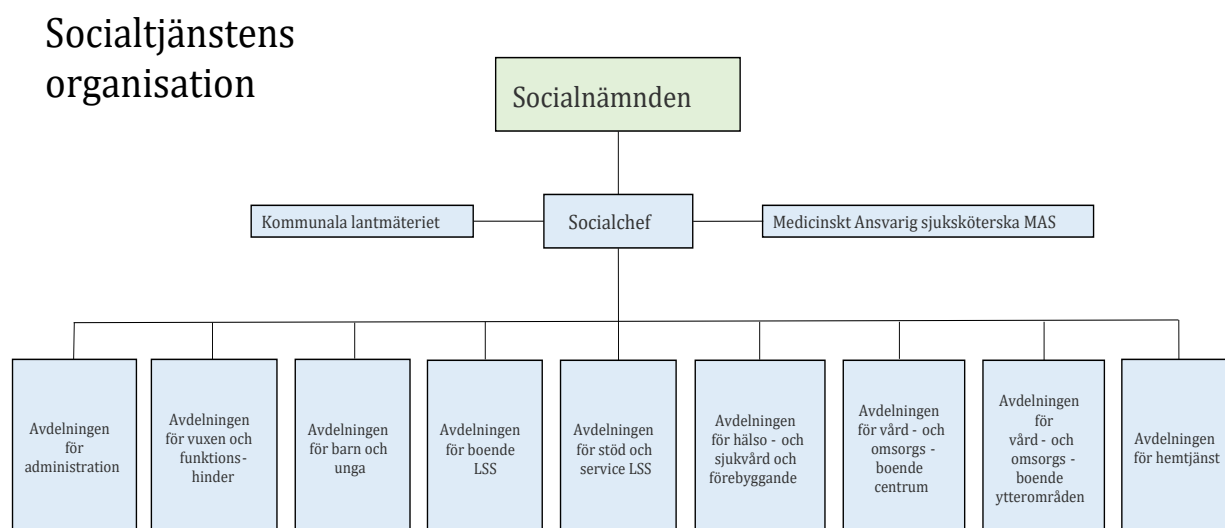 Socialtjänstens
organisation
Socialnämnden
Kommunala lantmäteriet
Socialchef
Medicinskt Ansvarig sjuksköterska MAS
Avdelningen
för
administration
Avdelningen
för vuxen och
funktions-
hinder
Avdelningen
för barn och
unga
Avdelningen
för boende
LSS
Avdelningen
för stöd och
service LSS
Avdelningen
för hälso - och
sjukvård och
förebyggande
Avdelningen
för vård - och
omsorgs -
boende
centrum
Avdelningen
för
vård - och
omsorgs -
boende
ytterområden
Avdelningen
för hemtjänst